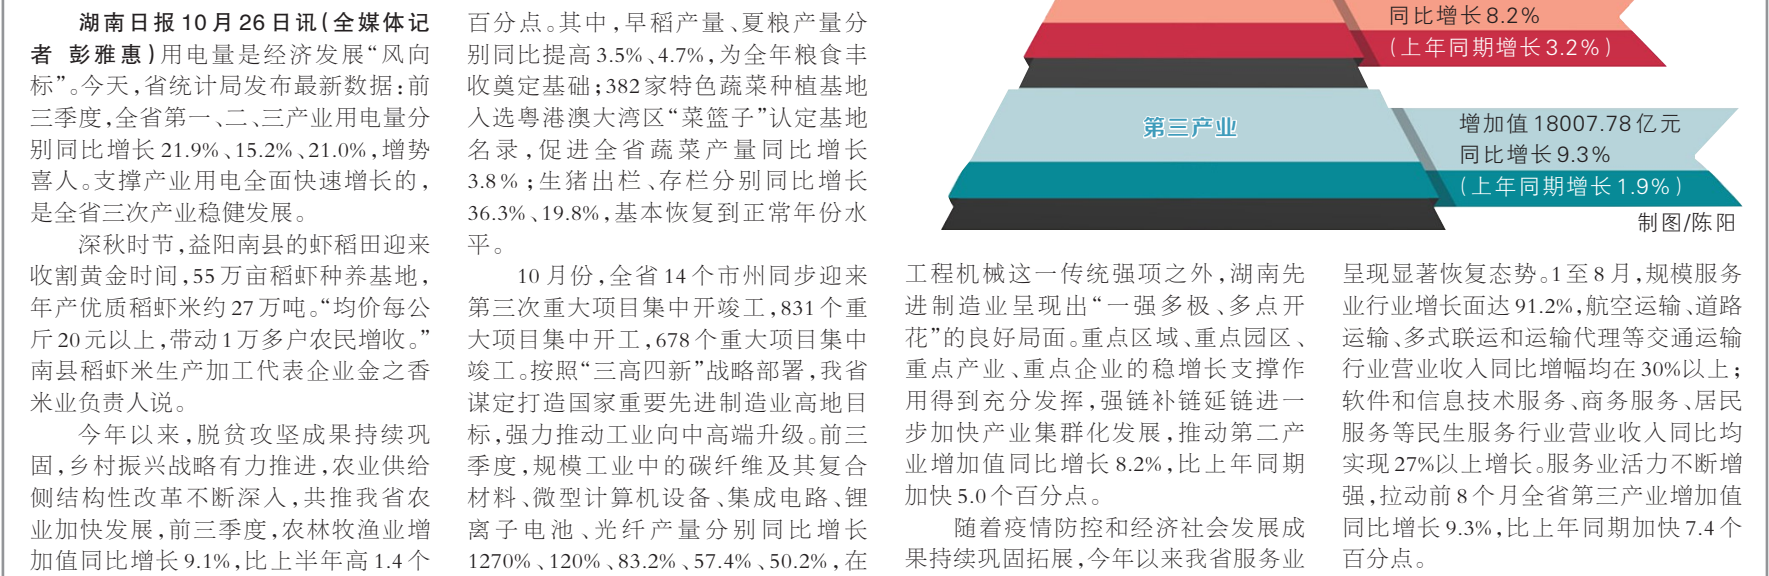 湖南日报10月26日讯(全媒体记
者 彭雅惠)用电量是经济发展“风向
标”。今天,省统计局发布最新数据:前
三季度,全省第一、二、三产业用电量分
别同比增长21.9%、15.2%、21.0%,增势
喜人。支撑产业用电全面快速增长的,
是全省三次产业稳健发展。
深秋时节,益阳南县的虾稻田迎来
收割黄金时间,55万亩稻虾种养基地,
年产优质稻虾米约27万吨。“均价每公
斤20元以上,带动1万多户农民增收。”
南县稻虾米生产加工代表企业金之香
米业负责人说。
今年以来,脱贫攻坚成果持续巩
固,乡村振兴战略有力推进,农业供给
侧结构性改革不断深入,共推我省农
业加快发展,前三季度,农林牧渔业增
加值同比增长9.1%,比上半年高1.4个
百分点。其中,早稻产量、夏粮产量分
别同比提高3.5%、4.7%,为全年粮食丰
收奠定基础;382家特色蔬菜种植基地
入选粤港澳大湾区“菜篮子”认定基地
名录,促进全省蔬菜产量同比增长
3.8%;生猪出栏、存栏分别同比增长
36.3%、19.8%,基本恢复到正常年份水
平。
10月份,全省14个市州同步迎来
第三次重大项目集中开竣工,831个重
大项目集中开工,678个重大项目集中
竣工。按照“三高四新”战略部署,我省
谋定打造国家重要先进制造业高地目
标,强力推动工业向中高端升级。前三
季度,规模工业中的碳纤维及其复合
材料、微型计算机设备、集成电路、锂
离子电池、光纤产量分别同比增长
1270%、120%、83.2%、57.4%、50.2%,在
同比增长8.2%
(上年同期增长3.2%)
第三产业
增加值18007.78亿元
同比增长9.3%
(上年同期增长1.9%)
制图/陈阳
工程机械这一传统强项之外,湖南先
进制造业呈现出“一强多极、多点开
花”的良好局面。重点区域、重点园区、
重点产业、重点企业的稳增长支撑作
用得到充分发挥,强链补链延链进一
步加快产业集群化发展,推动第二产
业增加值同比增长8.2%,比上年同期
加快5.0个百分点。
随着疫情防控和经济社会发展成
果持续巩固拓展,今年以来我省服务业
呈现显著恢复态势。1至8月,规模服务
业行业增长面达91.2%,航空运输、道路
运输、多式联运和运输代理等交通运输
行业营业收入同比增幅均在30%以上;
软件和信息技术服务、商务服务、居民
服务等民生服务行业营业收入同比均
实现27%以上增长。服务业活力不断增
强,拉动前8个月全省第三产业增加值
同比增长9.3%,比上年同期加快7.4个
百分点。